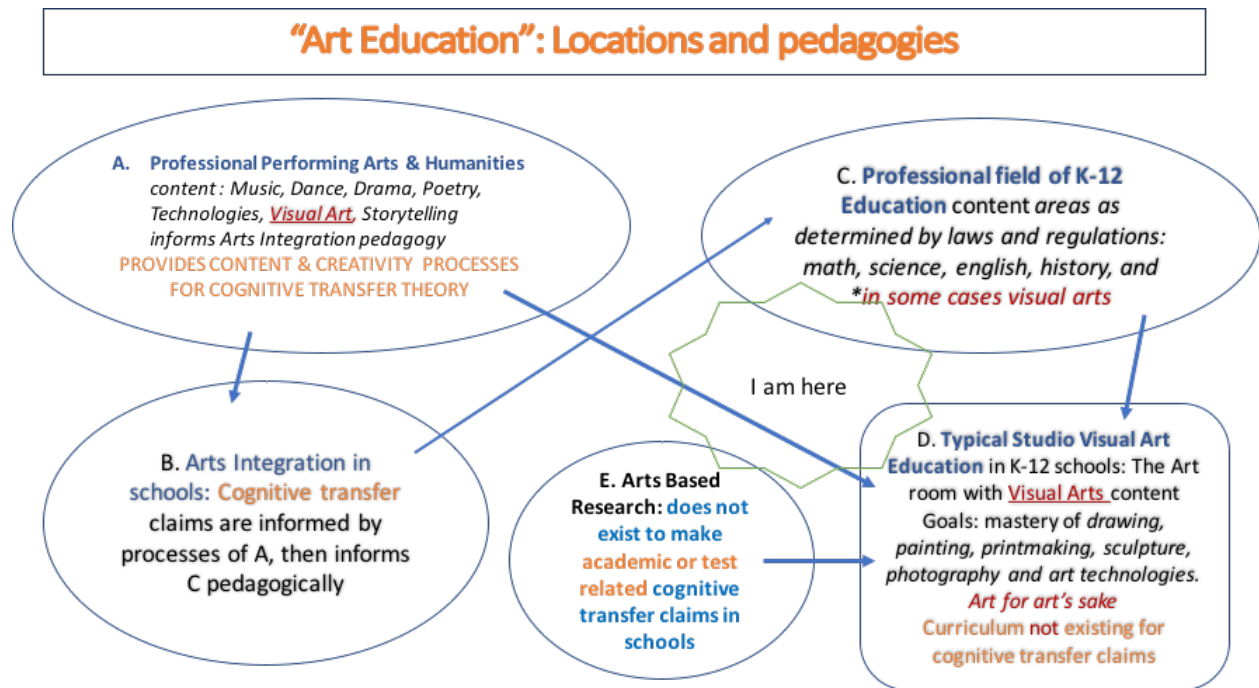 “Art Education”: Locations and pedagogies
A. Professional Performing Arts & Humanities
content : Music, Dance, Drama, Poetry,
Technologies, Visual Art, Storytelling
informs Arts Integration pedagogy
PROVIDES CONTENT & CREATIVITY PROCESSES
FOR COGNITIVE TRANSFER THEORY
C. Professional field of K-12
Education content areas as
determined by laws and regulations:
math, science, english, history, and
*in some cases visual arts
I am here
B. Arts Integration in
schools: Cognitive transfer
claims are informed by
processes of A, then informs
C pedagogically
E. Arts Based
Research: does not
exist to make
academic or test
related cognitive
transfer claims in
schools
D. Typical Studio Visual Art
Education in K-12 schools: The Art
room with Visual Arts content
Goals: mastery of drawing,
painting, printmaking, sculpture,
photography and art technologies.
Art for art’s sake
Curriculum not existing for
cognitive transfer claims